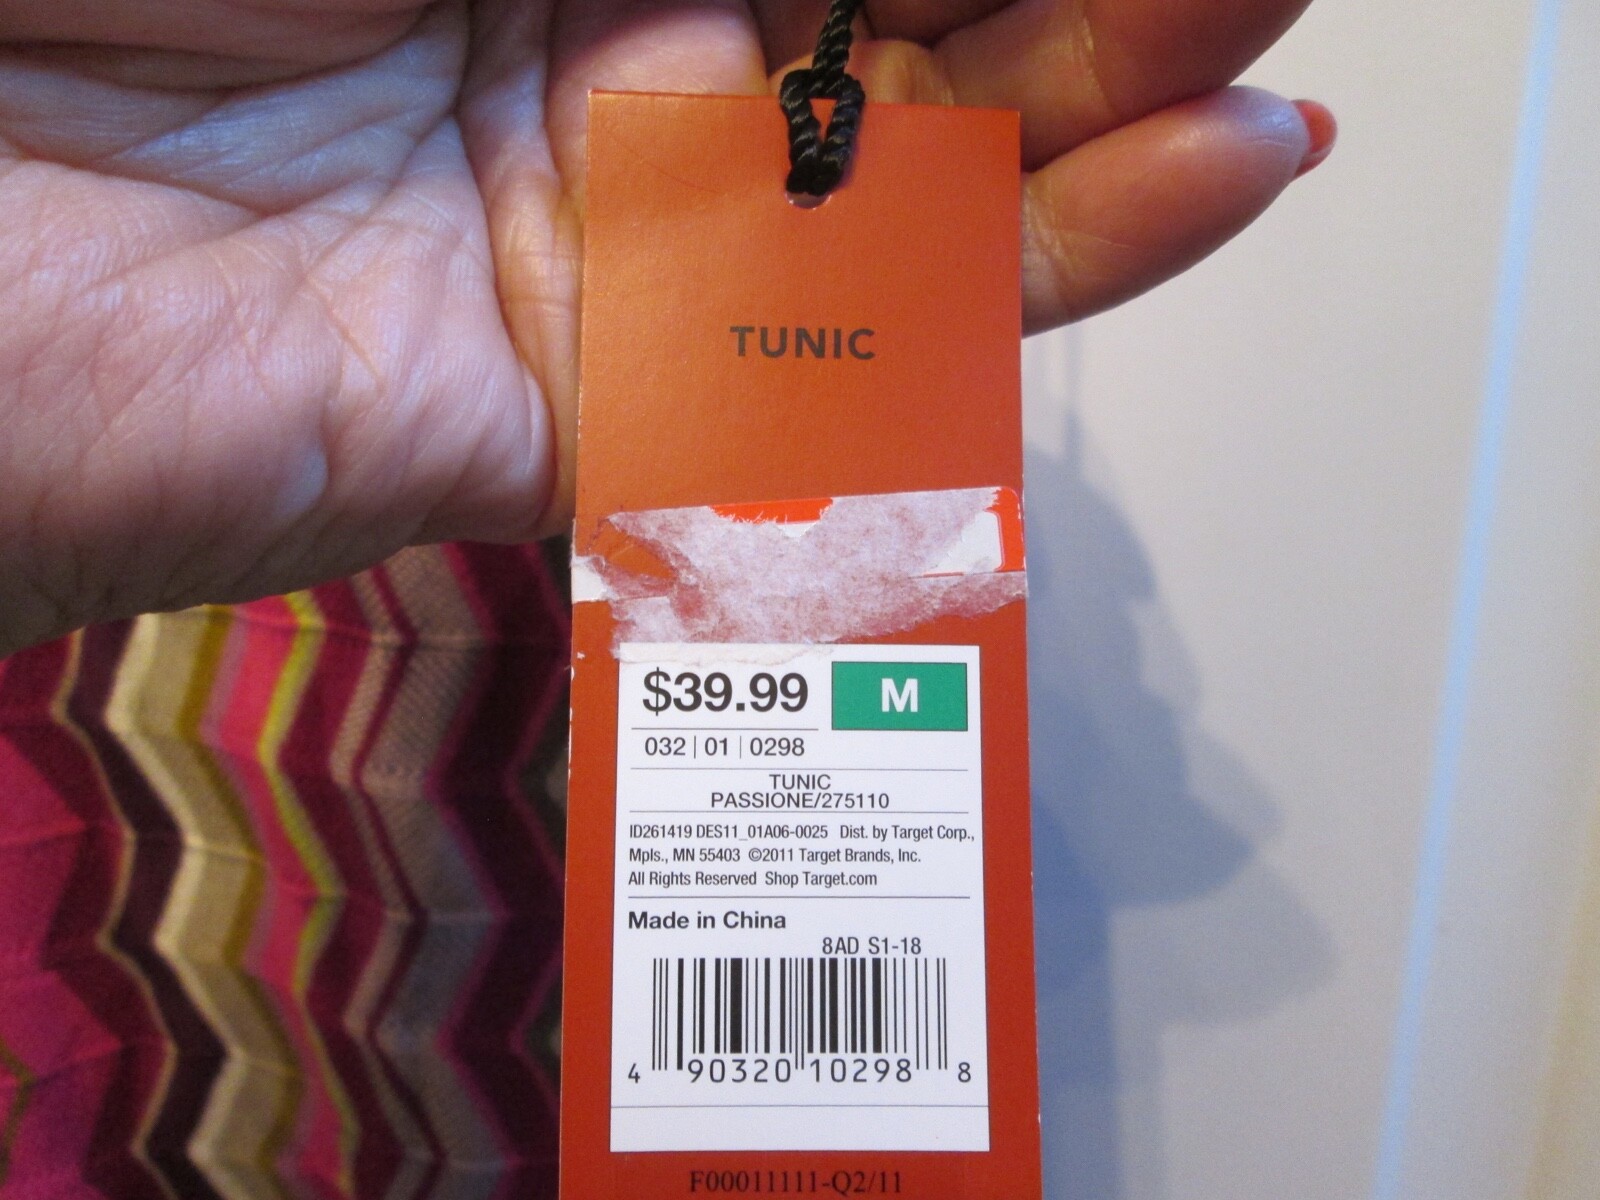 TUNIC
$39.99 M
032 | 01 | 0298
TUNIC
PASSIONE/275110
ID261419 DES11_01A06-0025 Dist. by Target Corp.,
Mpls., MN 55403 ©2011 Target Brands, Inc.
All Rights Reserved Shop Target.com
Made in China
8AD S1-18
4 90320 10298 8
F00011111-Q2/11